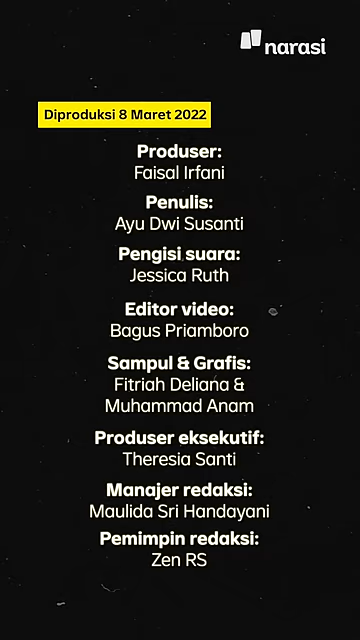 narasi
Diproduksi 8 Maret 2022
Produser:
Faisal Irfani
Penulis:
Ayu Dwi Susanti
Pengisi suara:
Jessica Ruth
Editor video:
Bagus Priamboro
Sampul & Grafis:
Fitriah Deliana &
Muhammad Anam
Produser eksekutif:
Theresia Santi
Manajer redaksi:
Maulida Sri Handayani
Pemimpin redaksi:
Zen RS